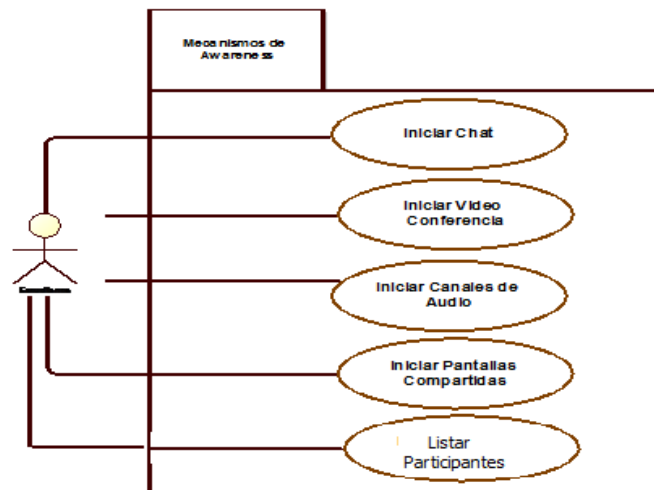 Mecanismos de
Awareness
Iniciar Chat
Iniciar Video
Conferencia
Iniciar Canales de
Audio
Iniciar Pantallas
Compartidas
Listar
Participantes